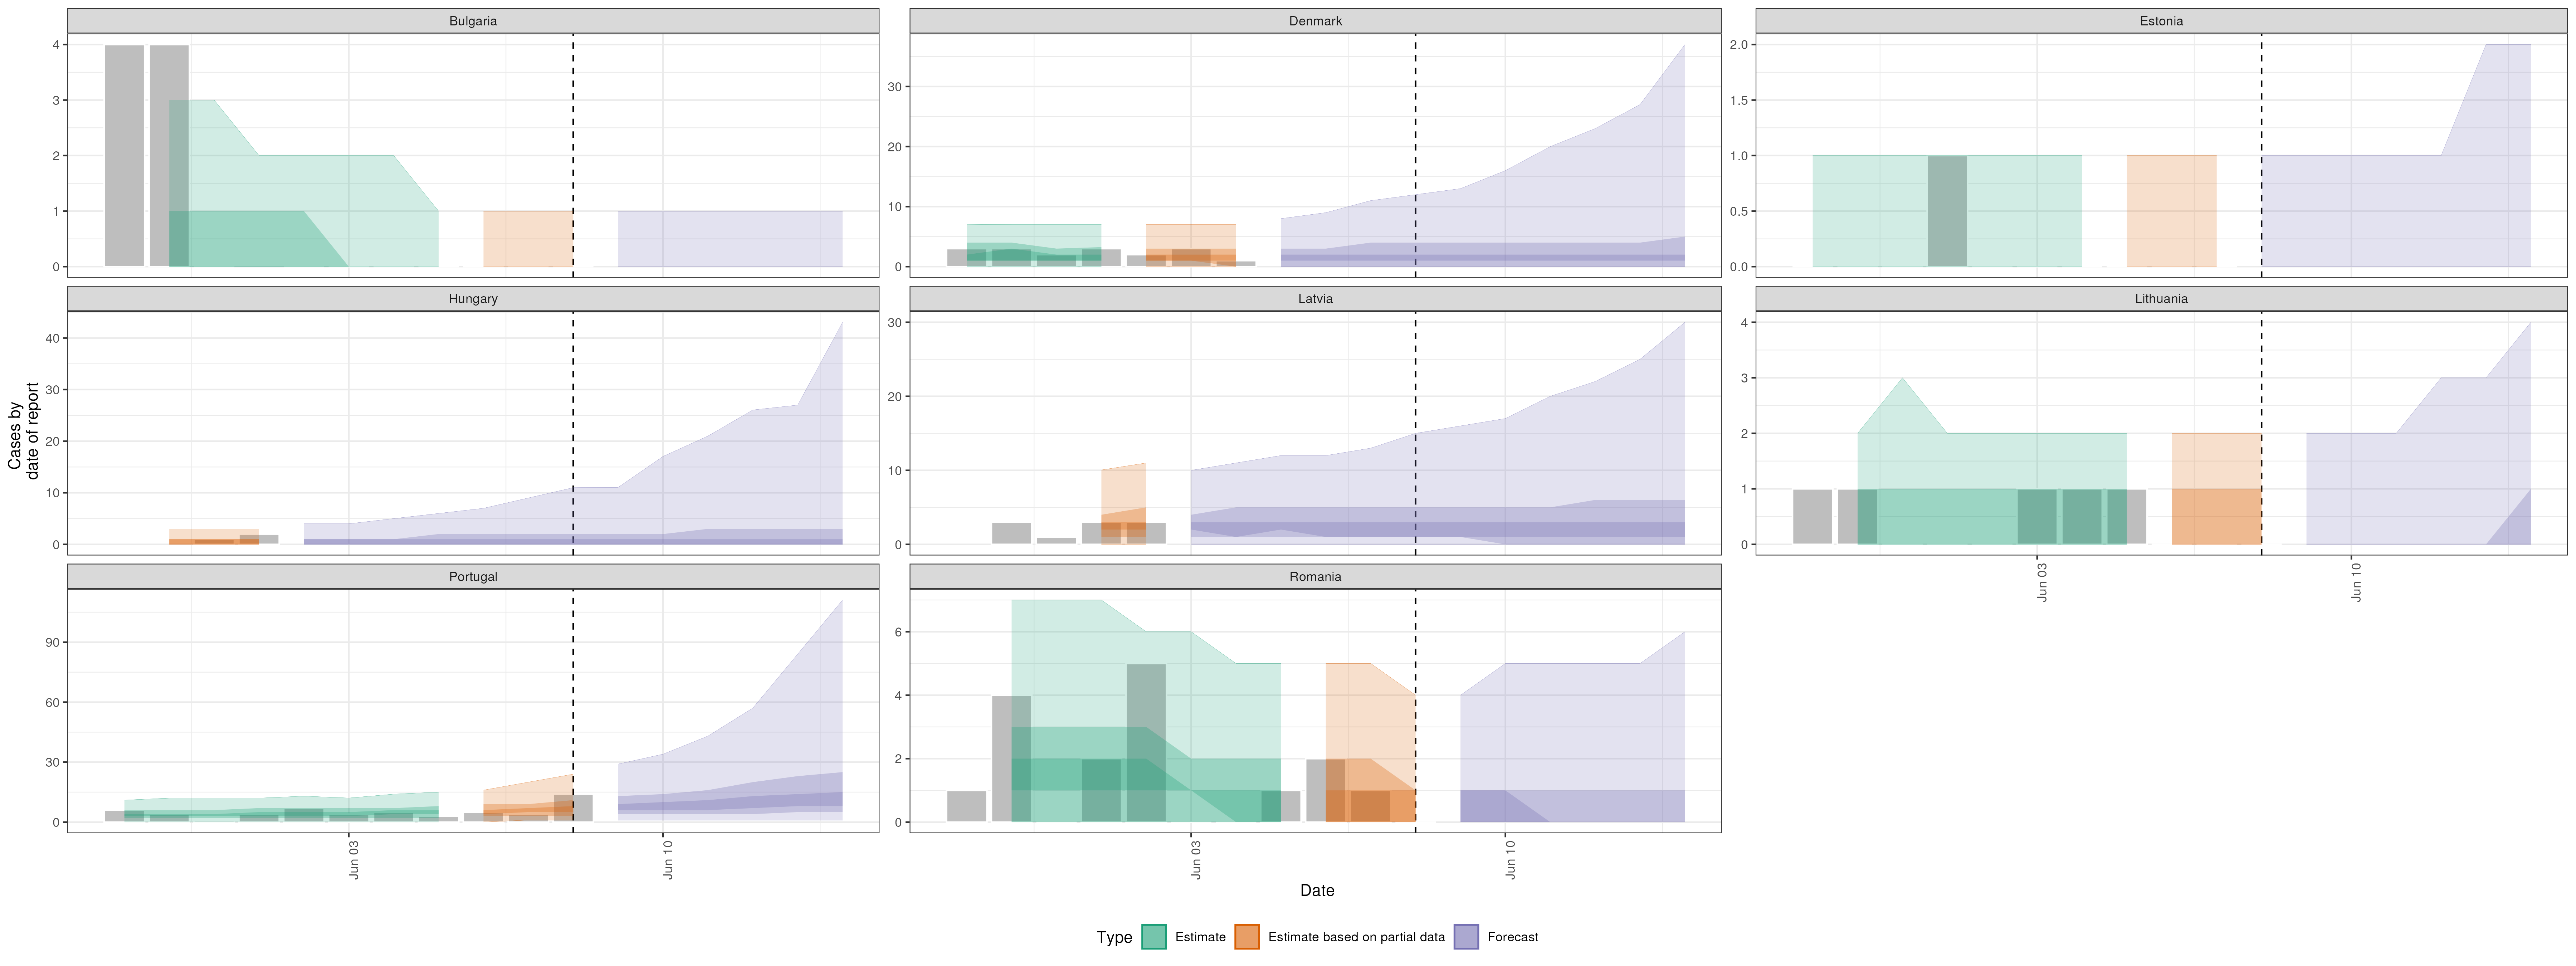 Bulgaria
Denmark
Estonia
4
3
2
1
0
30
20
10
0
2.0
1.5
1.0
0.5
0.0
Hungary
Latvia
Lithuania
40
30
20
10
0
30
20
10
0
4
3
2
1
0
Cases by
date of report
Jun 03
Jun 10
Portugal
Romania
90
60
30
0
6
4
2
0
Jun 03
Jun 10
Jun 03
Jun 10
Date
Type
Estimate
Estimate based on partial data
Forecast